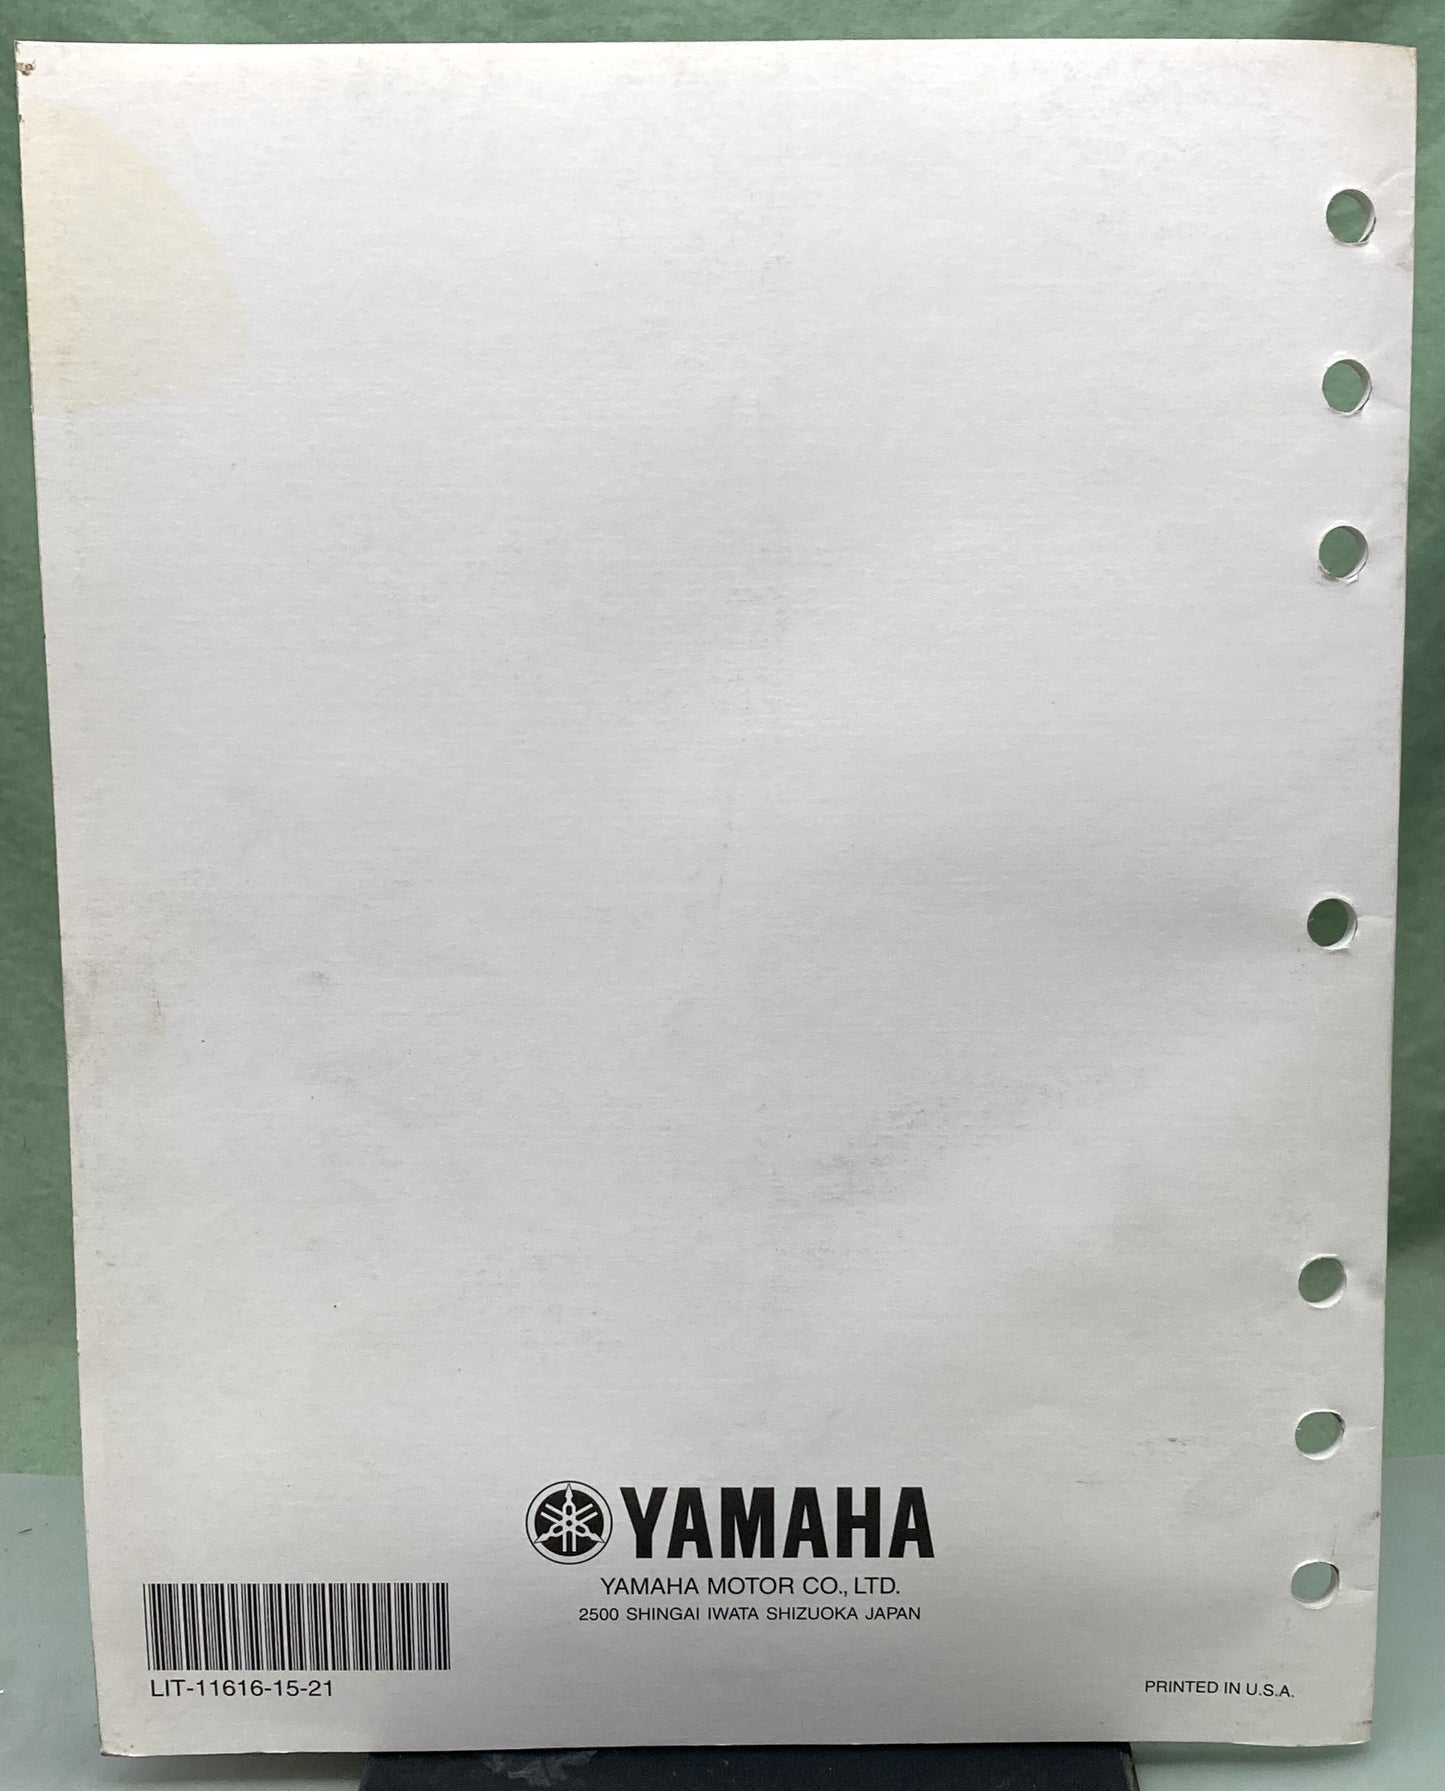 YAMAHA
YAMAHA MOTOR CO., LTD.
2500 SHINGAI IWATA SHIZUOKA JAPAN
LIT-11616-15-21
PRINTED IN U.S.A.